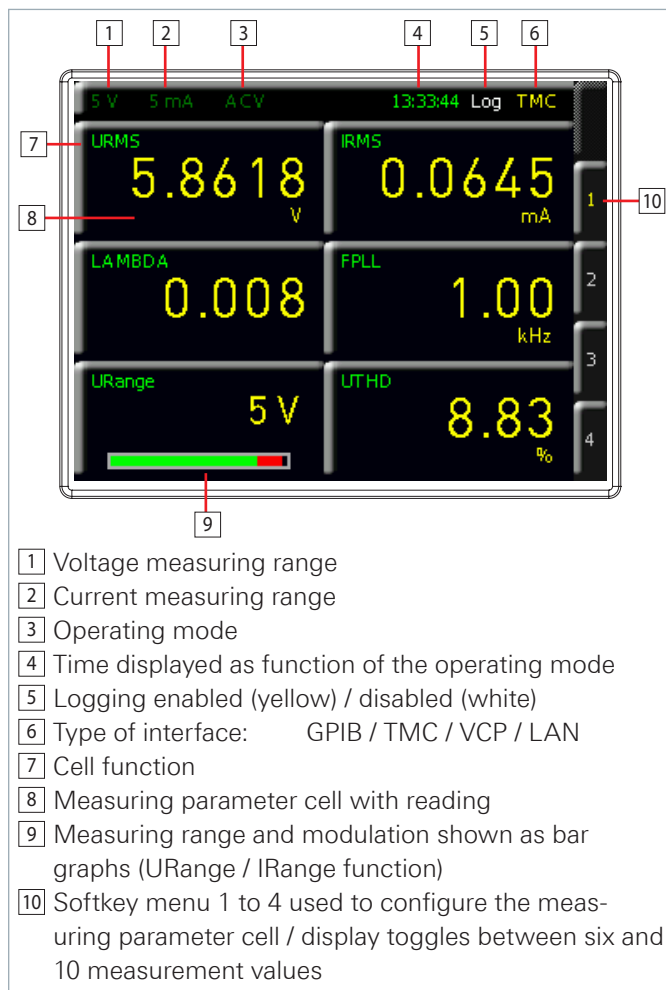 1 2 3 4 5 6
5 V 5 mA ACV 13:33:44 Log TMC
7
URMS
5.8618
V
IRMS
0.0645
mA
1
10
8
LAMBDA
0.008
FPLL
1.00
kHz
2
3
URange
5 V
UTHD
8.83
%
4
9
1 Voltage measuring range
2 Current measuring range
3 Operating mode
4 Time displayed as function of the operating mode
5 Logging enabled (yellow) / disabled (white)
6 Type of interface: GPIB / TMC / VCP / LAN
7 Cell function
8 Measuring parameter cell with reading
9 Measuring range and modulation shown as bar
graphs (URange / IRange function)
10 Softkey menu 1 to 4 used to configure the meas-
uring parameter cell / display toggles between six and
10 measurement values